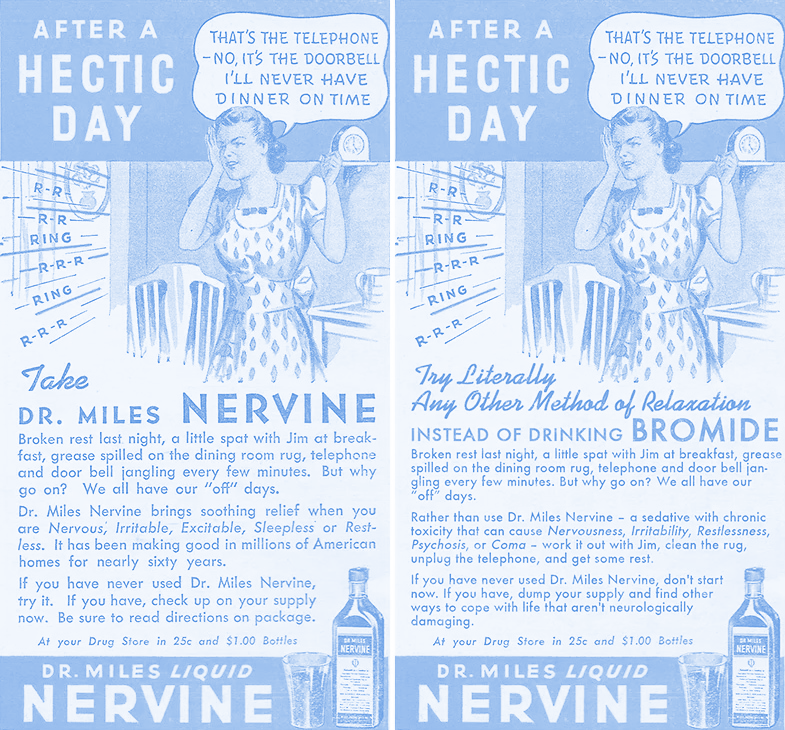 AFTER A
HECTIC
DAY
THAT'S THE TELEPHONE
–NO, IT'S THE DOORBELL
I'LL NEVER HAVE
DINNER ON TIME
R-R-
R-R
RING
R-R-R
RING
R-R-R
Take
DR. MILES NERVINE
Broken rest last night, a little spat with Jim at break-
fast, grease spilled on the dining room rug, telephone
and door bell jangling every few minutes. But why
go on? We all have our "off" days.
Dr. Miles Nervine brings soothing relief when you
are Nervous, Irritable, Excitable, Sleepless or Rest-
less. It has been making good in millions of American
homes for nearly sixty years.
If you have never used Dr. Miles Nervine,
try it. If you have, check up on your supply
now. Be sure to read directions on package.
At your Drug Store in 25c and $1.00 Bottles
DR. MILES LIQUID
NERVINE
DR. MILES
NERVINE
AFTER A
HECTIC
DAY
THAT'S THE TELEPHONE
–NO, IT'S THE DOORBELL
I'LL NEVER HAVE
DINNER ON TIME
R-R-
R-R
RING
R-R-R
RING
R-R-R
Try Literally
Any Other Method of Relaxation
INSTEAD OF DRINKING BROMIDE
Broken rest last night, a little spat with Jim at breakfast, grease
spilled on the dining room rug, telephone and door bell jan-
gling every few minutes. But why go on? We all have our
"off" days.
Rather than use Dr. Miles Nervine – a sedative with chronic
toxicity that can cause Nervousness, Irritability, Restlessness,
Psychosis, or Coma – work it out with Jim, clean the rug,
unplug the telephone, and get some rest.
If you have never used Dr. Miles Nervine, don't start
now. If you have, dump your supply and find other
ways to cope with life that aren't neurologically
damaging.
At your Drug Store in 25c and $1.00 Bottles
DR. MILES LIQUID
NERVINE
DR. MILES
NERVINE